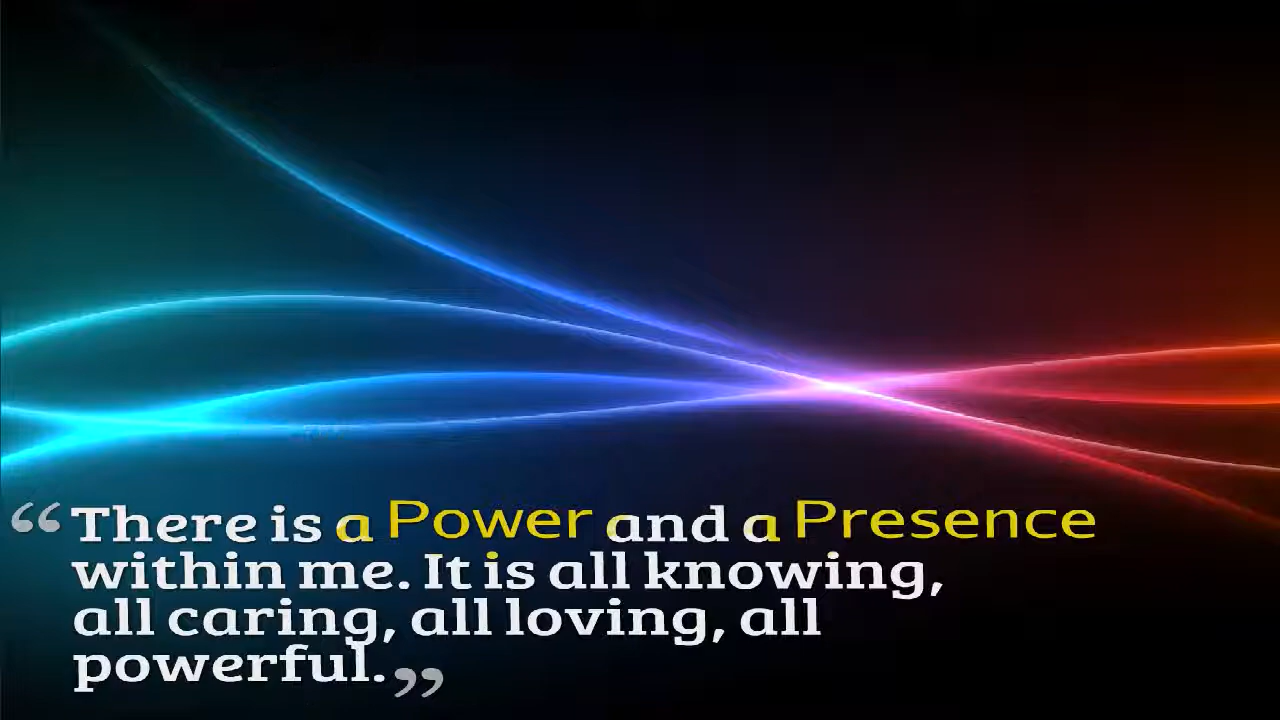 “There is a Power and a Presence
within me. It is all knowing,
all caring, all loving, all
powerful.”